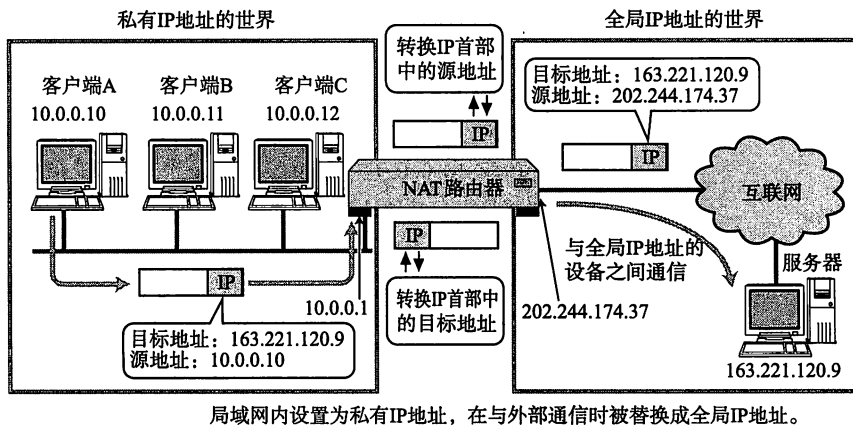 私有IP地址的世界
全局IP地址的世界
转换IP首部
中的源地址
客户端A
10.0.0.10
客户端B
10.0.0.11
客户端C
10.0.0.12
目标地址：163.221.120.9
源地址：202.244.174.37
IP
IP
NAT路由器
互联网
IP
与全局IP地址的
设备之间通信
服务器
IP
10.0.0.1
转换IP首部中
的目标地址
202.244.174.37
目标地址：163.221.120.9
源地址：10.0.0.10
163.221.120.9
局域网内设置为私有IP地址，在与外部通信时被替换成全局IP地址。